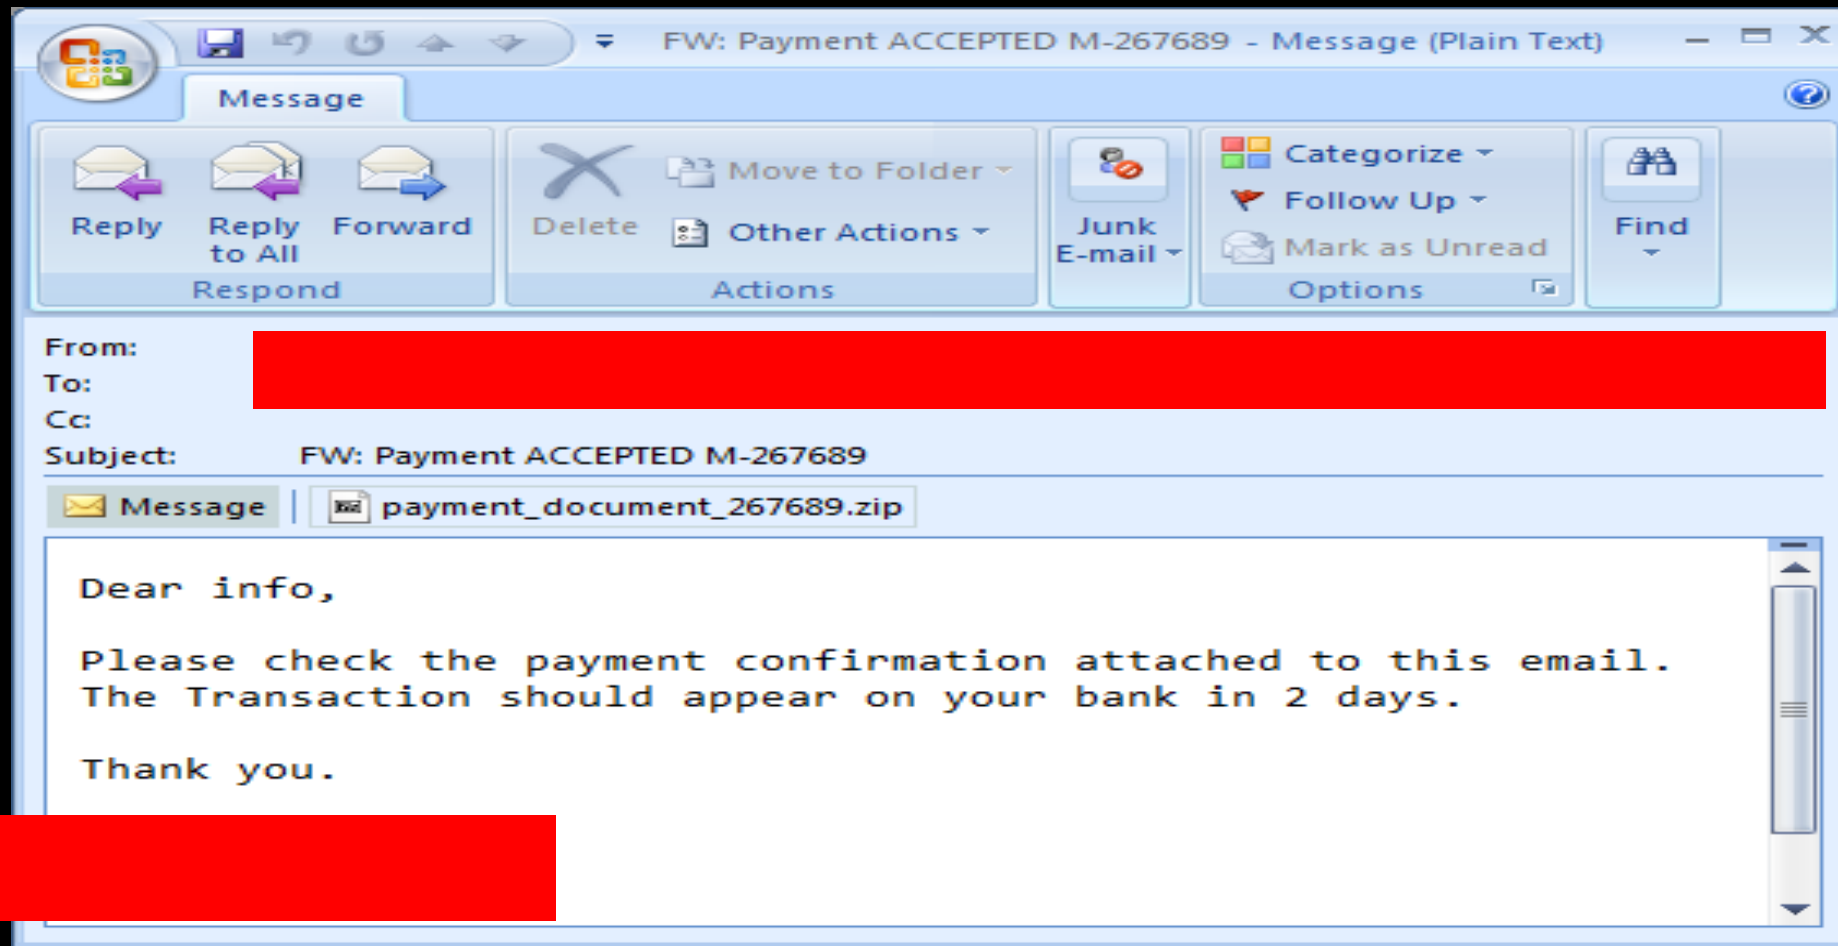 FW: Payment ACCEPTED M-267689 - Message (Plain Text)
Message
Reply
Reply to All
Forward
Respond
Delete
Move to Folder
Other Actions
Actions
Junk E-mail
Categorize
Follow Up
Mark as Unread
Options
Find
From:
To:
Cc:
Subject: FW: Payment ACCEPTED M-267689
Message payment_document_267689.zip
Dear info,
Please check the payment confirmation attached to this email.
The Transaction should appear on your bank in 2 days.
Thank you.